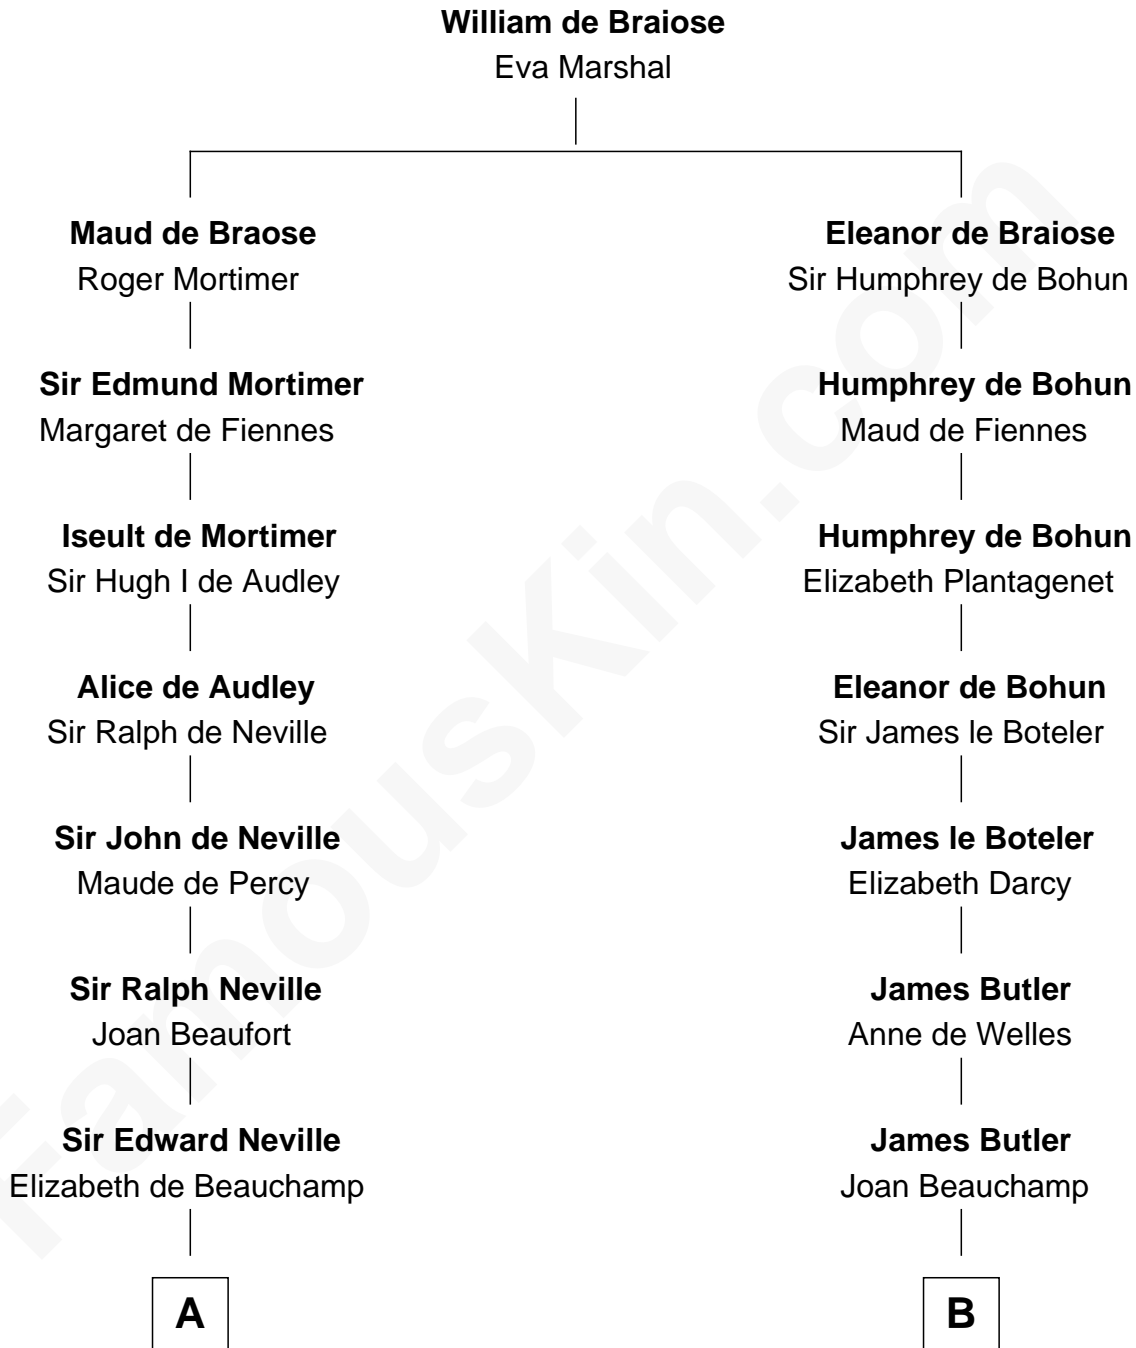 William de Braiose
Eva Marshal
Maud de Braose
Roger Mortimer
Eleanor de Braiose
Sir Humphrey de Bohun
Sir Edmund Mortimer
Margaret de Fiennes
Humphrey de Bohun
Maud de Fiennes
Iseult de Mortimer
Sir Hugh I de Audley
Humphrey de Bohun
Elizabeth Plantagenet
Alice de Audley
Sir Ralph de Neville
Eleanor de Bohun
Sir James le Boteler
Sir John de Neville
Maude de Percy
James le Boteler
Elizabeth Darcy
Sir Ralph Neville
Joan Beaufort
James Butler
Anne de Welles
Sir Edward Neville
Elizabeth de Beauchamp
James Butler
Joan Beauchamp
A
B
FamousKin.com